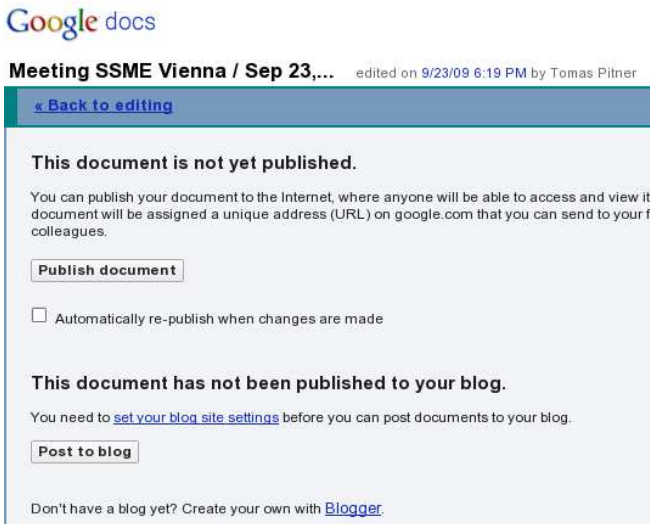 Google docs
Meeting SSME Vienna / Sep 23,... edited on 9/23/09 6:19 PM by Tomas Pitner
« Back to editing
This document is not yet published.
You can publish your document to the Internet, where anyone will be able to access and view it
document will be assigned a unique address (URL) on google.com that you can send to your f
colleagues.
Publish document
Automatically re-publish when changes are made
This document has not been published to your blog.
You need to set your blog site settings before you can post documents to your blog.
Post to blog
Don't have a blog yet? Create your own with Blogger.